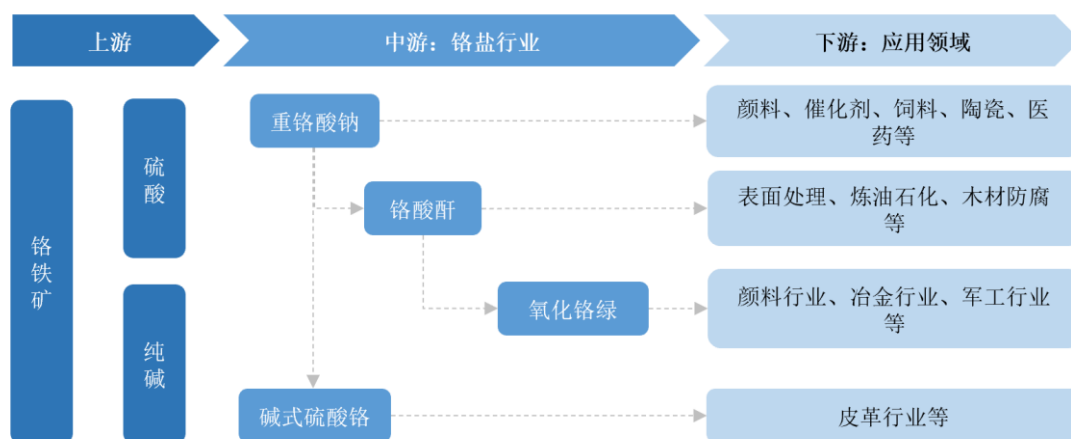 上游
中游：铬盐行业
下游：应用领域
铬铁矿
硫酸
纯碱
重铬酸钠
颜料、催化剂、饲料、陶瓷、医
药等
铬酸酐
表面处理、炼油石化、木材防腐
等
氧化铬绿
颜料行业、冶金行业、军工行业
等
碱式硫酸铬
皮革行业等